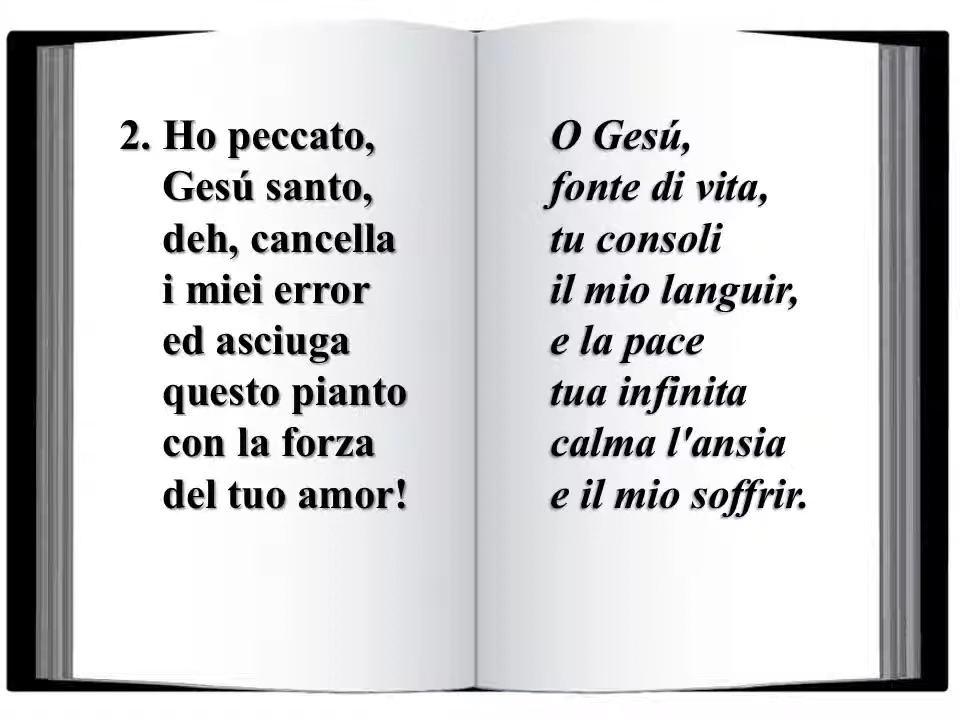 2. Ho peccato,
Gesú santo,
deh, cancella
i miei error
ed asciuga
questo pianto
con la forza
del tuo amor!
O Gesú,
fonte di vita,
tu consoli
il mio languir,
e la pace
tua infinita
calma l'ansia
e il mio soffrir.